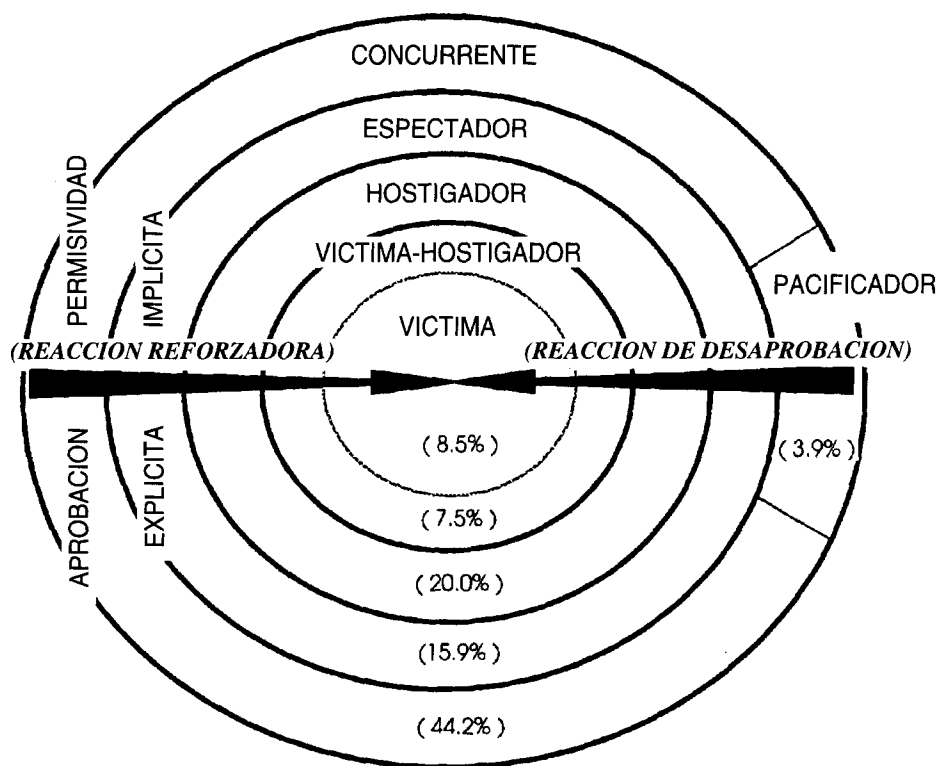 CONCURRENTE
ESPECTADOR
HOSTIGADOR
VICTIMA-HOSTIGADOR
VICTIMA
PERMISIVIDAD
IMPLICITA
PACIFICADOR
(REACCION REFORZADORA)
(REACCION DE DESAPROBACION)
APROBACION
EXPLICITA
( 8.5% )
( 3.9% )
( 7.5% )
( 20.0% )
(15.9% )
(44.2% )